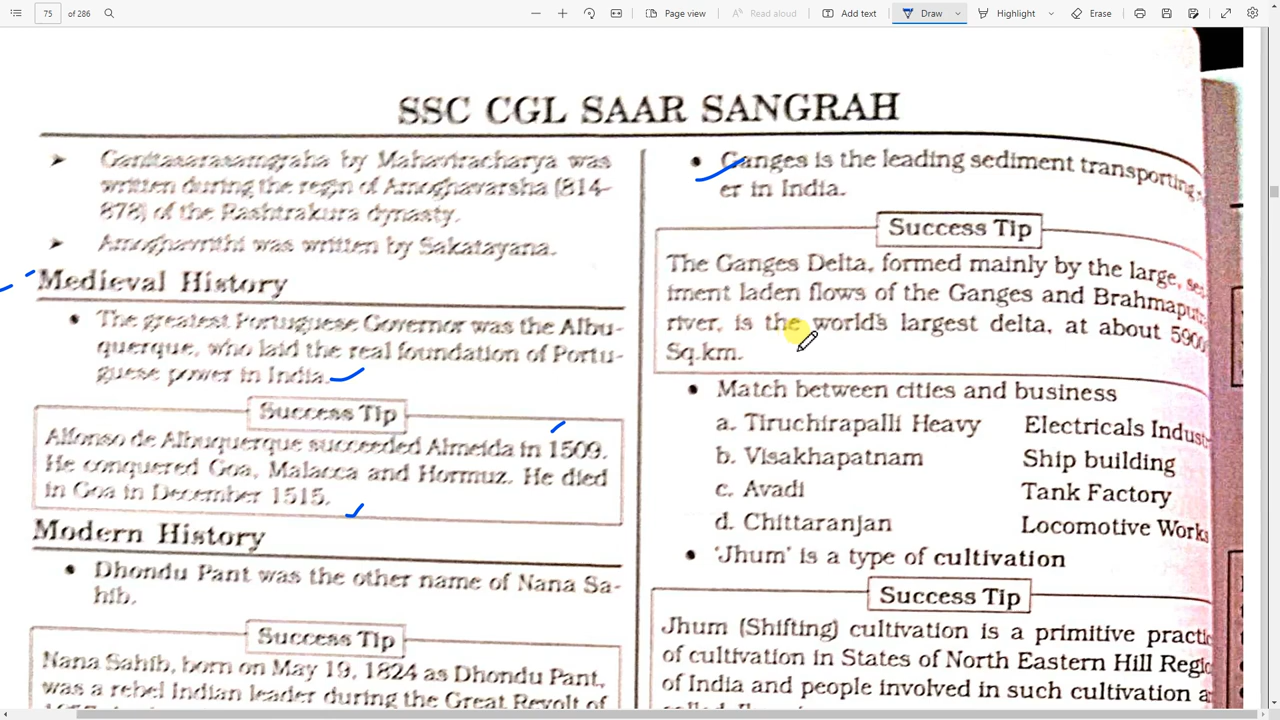 75 of 286
Page view
Read aloud
Add text
Draw
Highlight
Erase
SSC CGL SAAR SANGRAH
Ganitasarasamgraha by Mahaviracharya was
written during the regin of Amoghavarsha (814-
878) of the Rashtrakura dynasty.
Amoghavrithi was written by Sakatayana.
Medieval History
The greatest Portuguese Governor was the Albu-
querque, who laid the real foundation of Portu-
guese power in India.
Success Tip
Alfonso de Albuquerque succeeded Almeida in 1509.
He conquered Goa, Malacca and Hormuz. He died
in Goa in December 1515.
Modern History
Dhondu Pant was the other name of Nana Sa-
hib.
Success Tip
Nana Sahib, born on May 19, 1824 as Dhondu Pant,
was a rebel Indian leader during the Great Revolt of
Ganges is the leading sediment transporting
er in India.
Success Tip
The Ganges Delta, formed mainly by the large,
iment laden flows of the Ganges and
river, is the world's largest delta, at about
Sq.km.
Match between cities and business
a. Tiruchirapalli Heavy Electricals
b. Visakhapatnam Ship building
c. Avadi Tank Factory
d. Chittaranjan Locomotive Works
'Jhum' is a type of cultivation
Success Tip
Jhum (Shifting) cultivation is a primitive
of cultivation in States of North Eastern Hill
of India and people involved in such cultivation